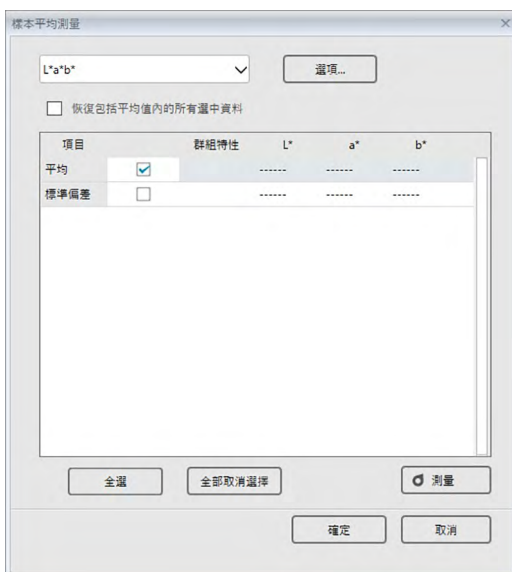 樣本平均測量
L*a*b*
選項...
恢復包括平均值內的所有選中資料
項目 群組特性 L* a* b*
平均 ------ ------ ------
標準偏差 ------ ------ ------
全選 全部取消選擇 測量
確定 取消